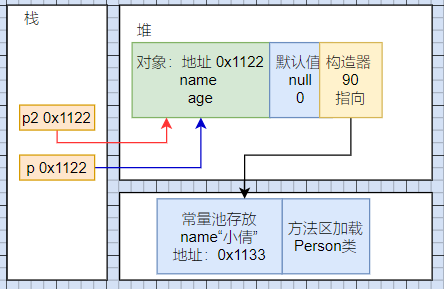 栈
堆
对象：地址 0x1122
name
age
默认值
null
0
构造器
90
指向
p2 0x1122
p 0x1122
常量池存放
name“小倩”
地址：0x1133
方法区加载
Person类